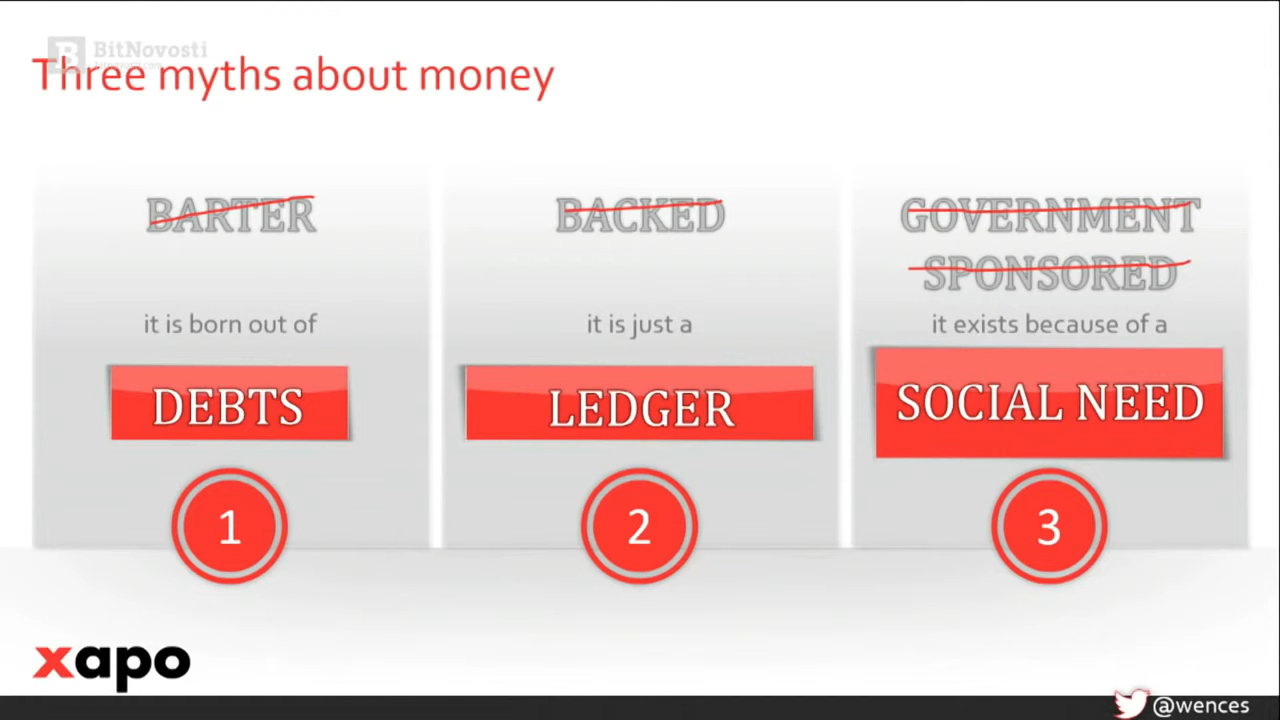 BitNovosti
Three myths about money
BARTER
it is born out of
DEBTS
1
BACKED
it is just a
LEDGER
2
GOVERNMENT
SPONSORED
it exists because of a
SOCIAL NEED
3
xapo
@wences